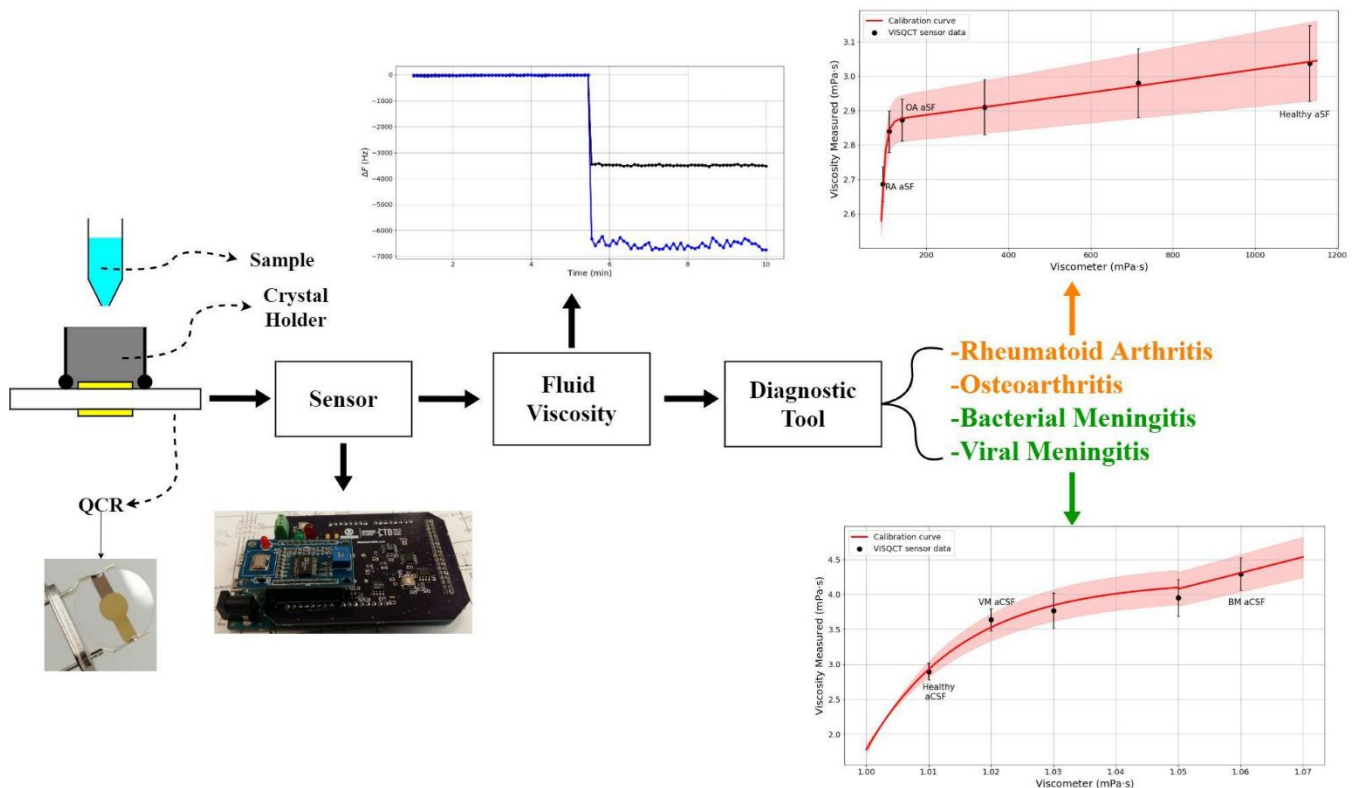 Sample
Crystal
Holder
QCR
Sensor
0
−1000
−2000
−3000
−4000
−5000
−6000
−7000
ΔF (Hz)
2
4
6
8
10
Time (min)
Fluid
Viscosity
Diagnostic
Tool
-Rheumatoid Arthritis
-Osteoarthritis
-Bacterial Meningitis
-Viral Meningitis
Calibration curve
ViSQCT sensor data
3.1
3.0
2.9
2.8
2.7
2.6
Viscosity Measured (mPa·s)
OA aSF
RA aSF
Healthy aSF
200
400
600
800
1000
1200
Viscometer (mPa·s)
Calibration curve
ViSQCT sensor data
4.5
4.0
3.5
3.0
2.5
2.0
Viscosity Measured (mPa·s)
VM aCSF
BM aCSF
Healthy
aCSF
1.00
1.01
1.02
1.03
1.04
1.05
1.06
1.07
Viscometer (mPa·s)